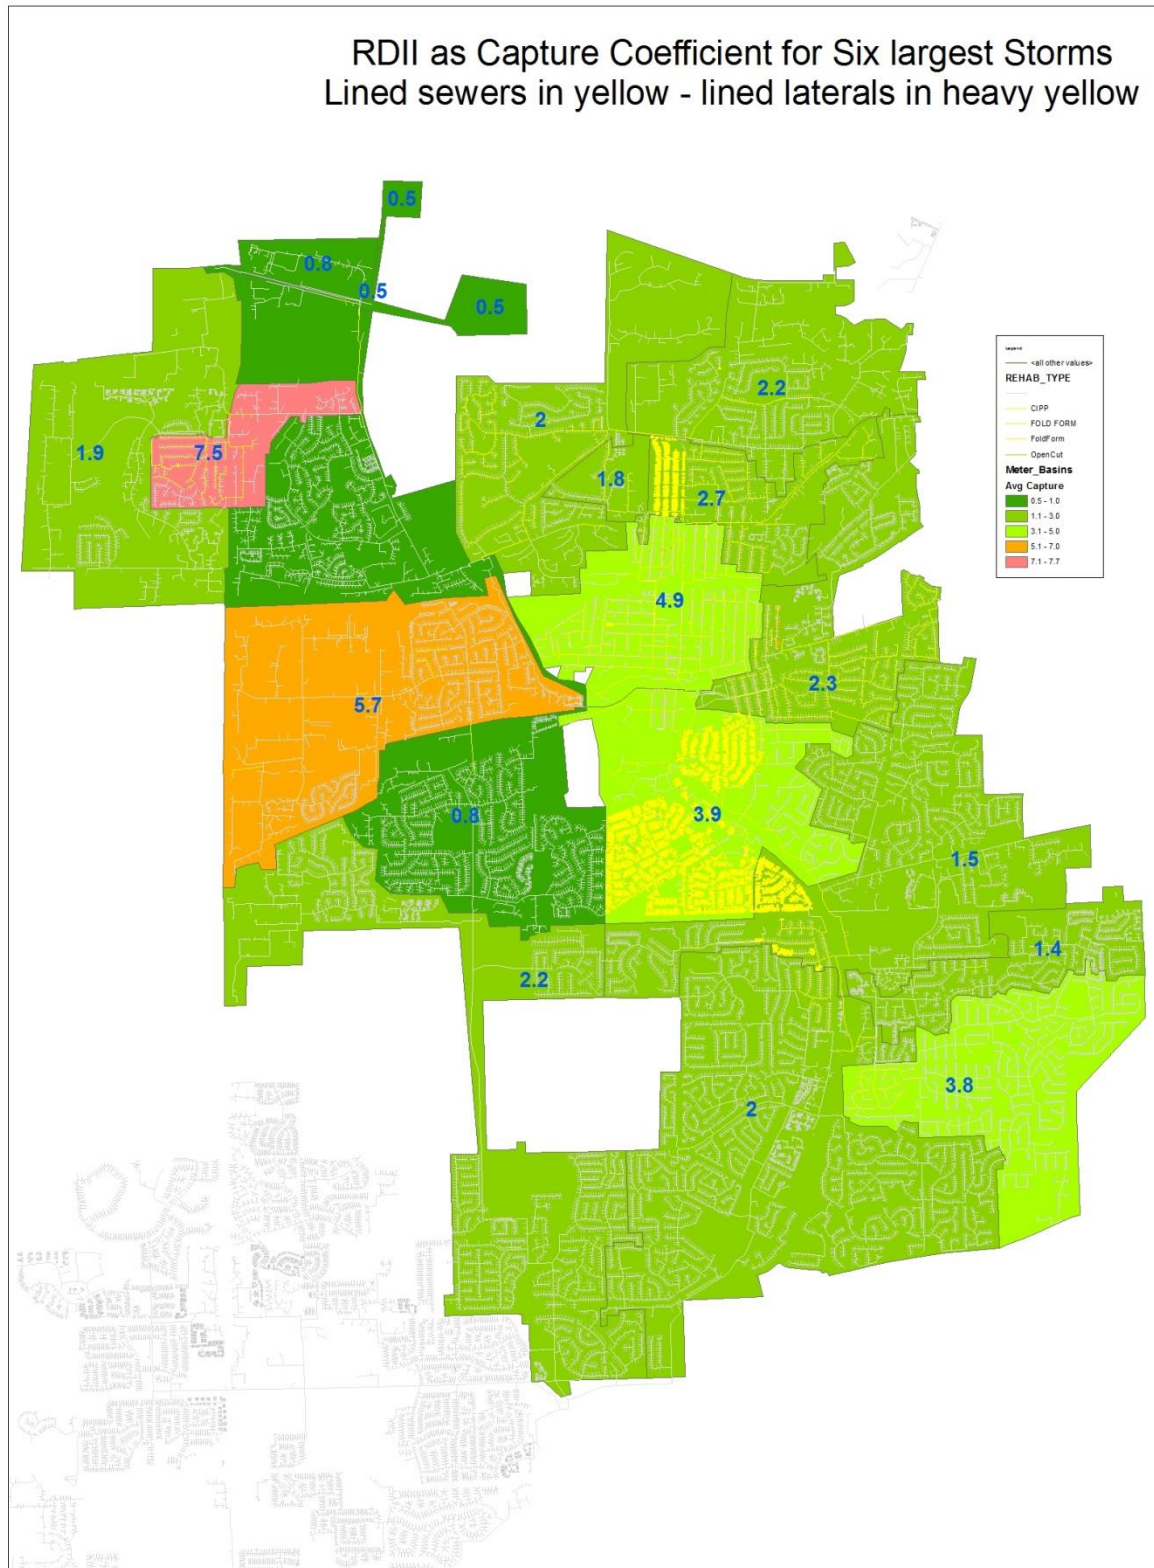 RDII as Capture Coefficient for Six largest Storms
Lined sewers in yellow - lined laterals in heavy yellow
0.5
0.8
0.5
0.5
2.2
2
1.9
7.5
1.8
2.7
4.9
2.3
5.7
0.8
3.9
1.5
1.4
2.2
3.8
2
Legend
<all other values>
REHAB_TYPE
CIPP
FOLD FORM
FoldForm
OpenCut
Meter_Basins
Avg Capture
0.5 - 1.0
1.1 - 3.0
3.1 - 5.0
5.1 - 7.0
7.1 - 7.7